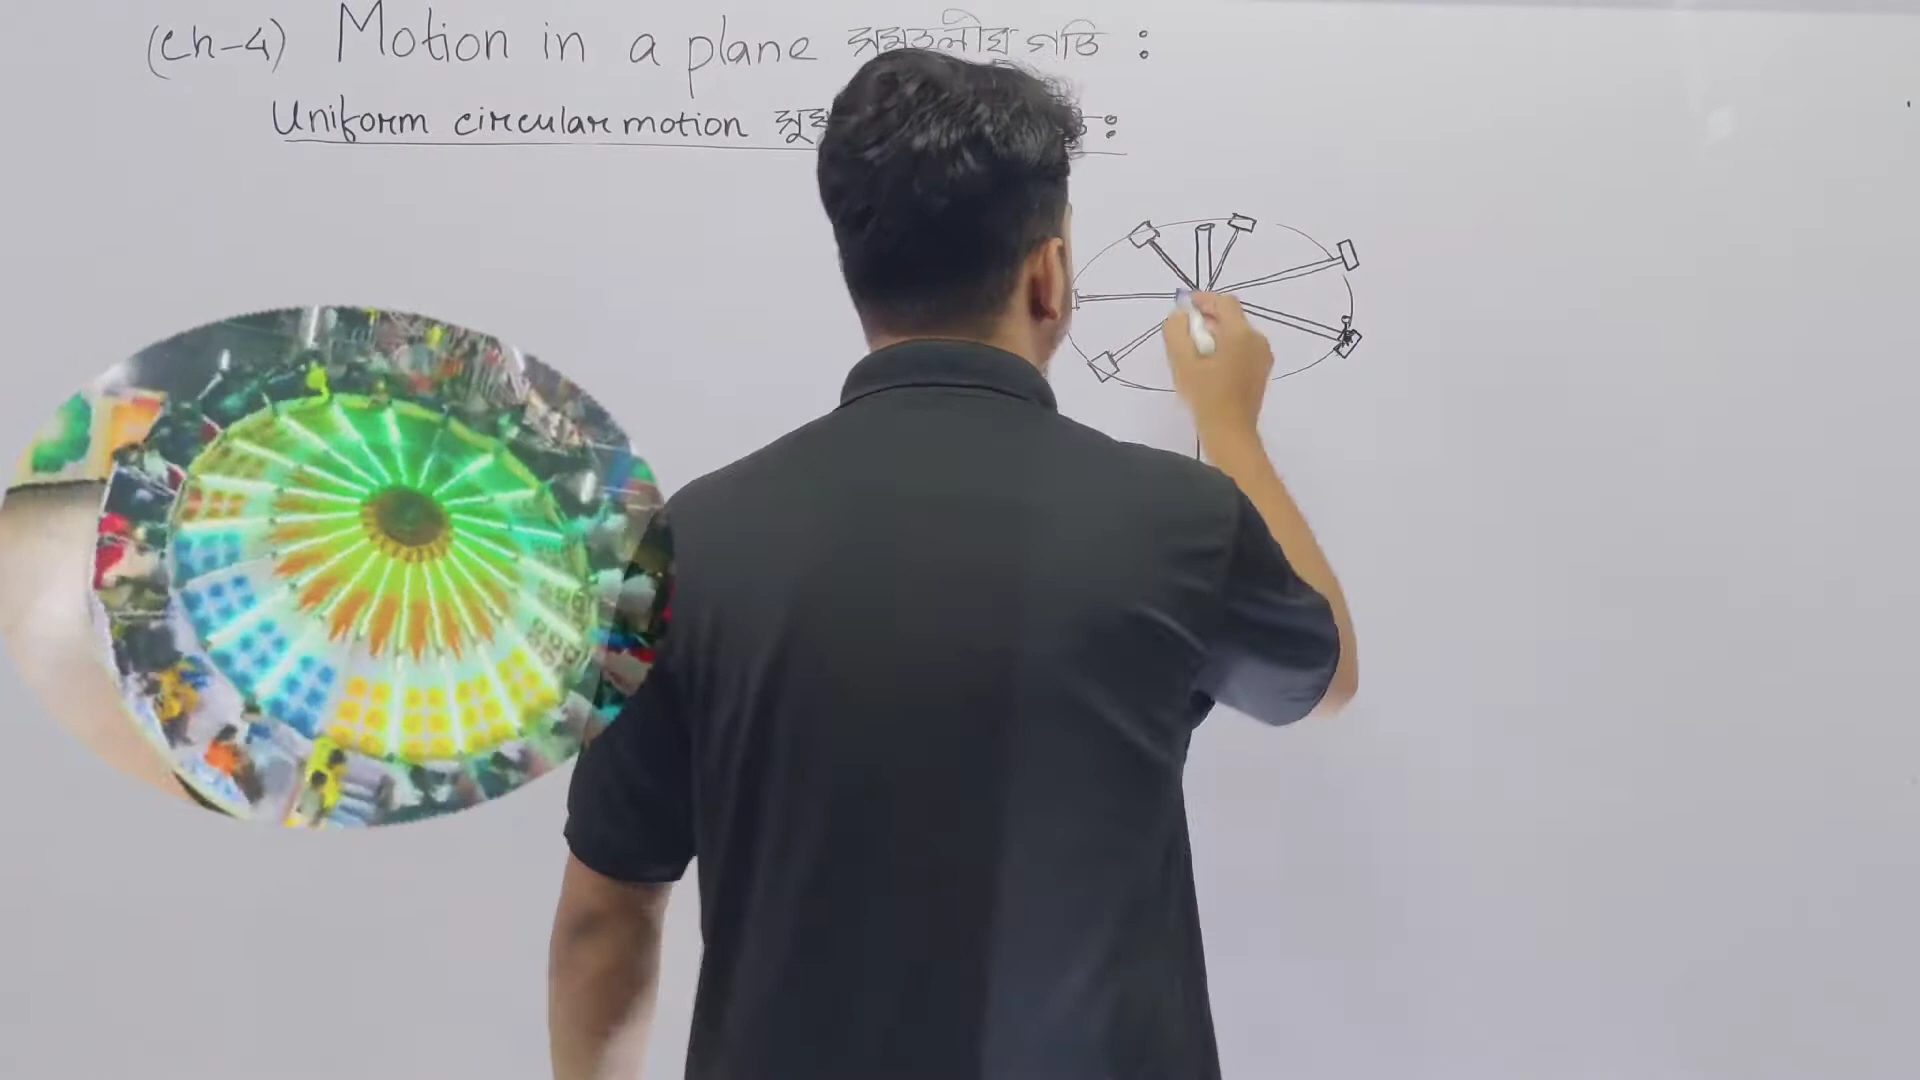 (Ch-4) Motion in a plane সমতলীয় গতি :
Uniform circular motion :